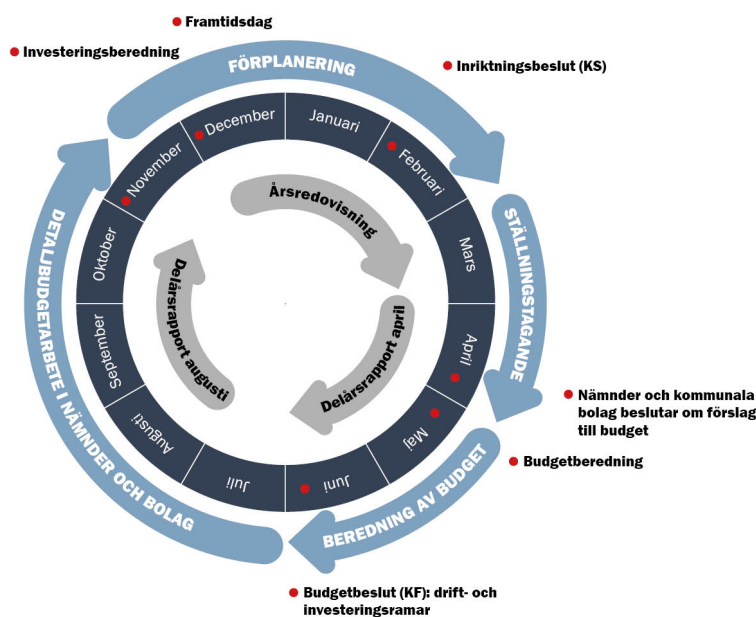 Framtidsdag
Investeringsberedning
FÖRPLANERING
Inriktningsbeslut (KS)
Januari
Februari
Mars
April
Maj
Juni
Juli
Augusti
September
Oktober
November
December
Årsredovisning
Delårsrapport april
Delårsrapport augusti
STÄLLNINGSTAGANDE
Nämnder och kommunala
bolag beslutar om förslag
till budget
Budgetberedning
BEREDNING AV BUDGET
Budgetbeslut (KF): drift- och
investeringsramar
DETALJBUDGETARBETE I NÄMNDER OCH BOLAG